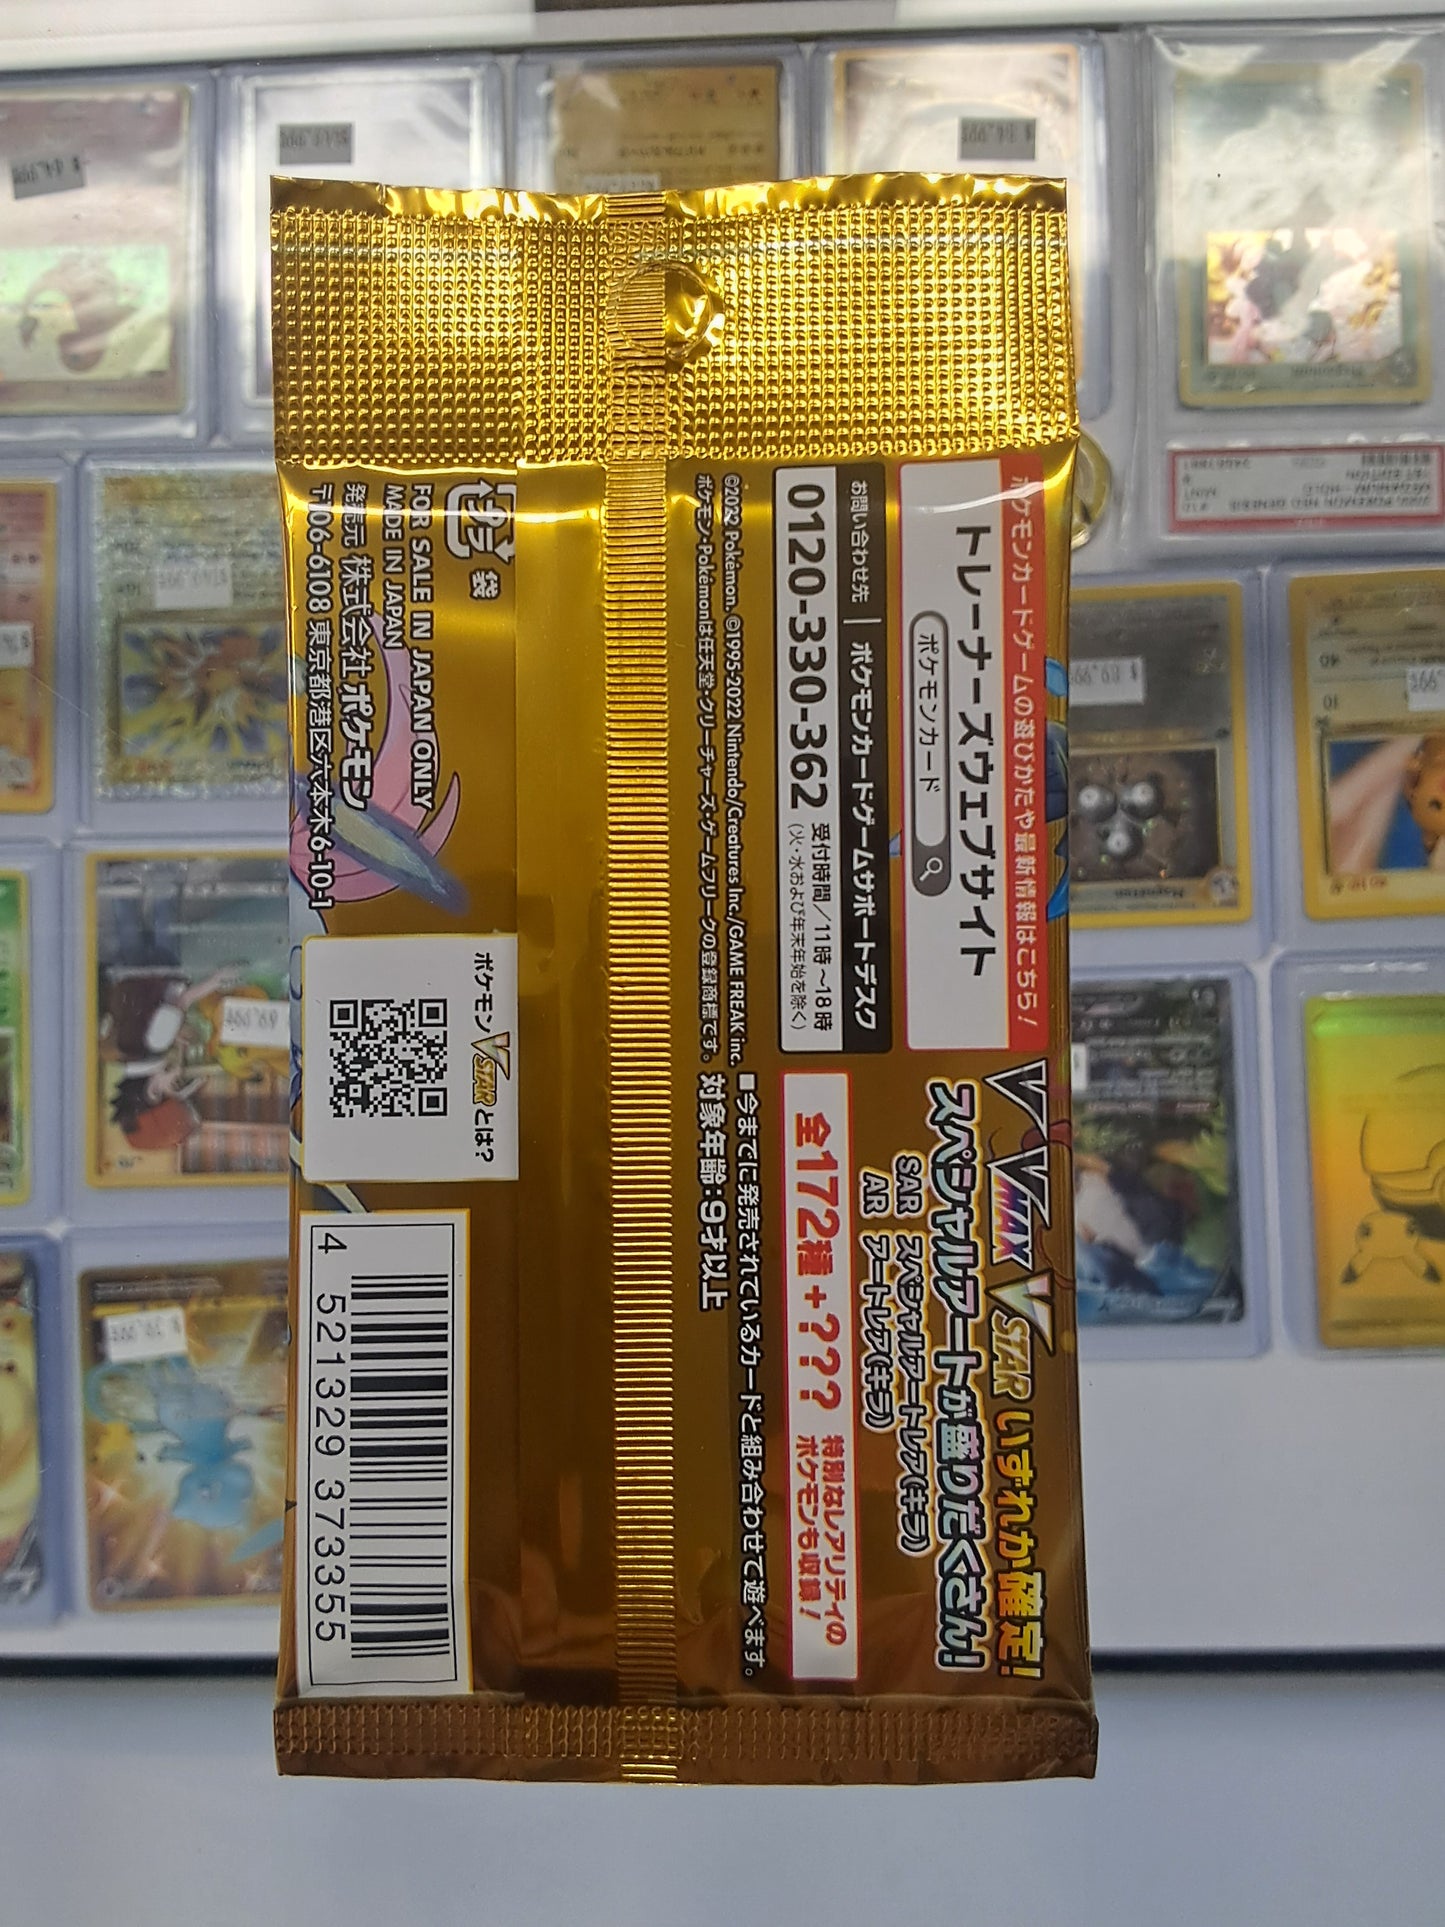 ポケモンカードゲームの遊びかたや最新情報はこちら！
トレーナーズウェブサイト
ポケモンカード
お問い合わせ先 ポケモンカードゲームサポートデスク
0120-330-362 受付時間／11時～18時
(火・水および年末年始を除く)
©2022 Pokémon. ©1995-2022 Nintendo/Creatures Inc./GAME FREAK inc.
ポケモン・Pokémonは任天堂・クリーチャーズ・ゲームフリークの登録商標です。
V VMAX VSTAR いずれか確定！
スペシャルアートが盛りだくさん！
SAR スペシャルアートレア(キラ)
AR アートレア(キラ)
全172種+??? 特別なレアリティの
ポケモンも収録！
■今までに発売されているカードと組み合わせて遊べます。
対象年齢：9才以上
プラ 袋
FOR SALE IN JAPAN ONLY
MADE IN JAPAN
発売元 株式会社ポケモン
〒106-6108 東京都港区六本木6-10-1
ポケモンVSTARとは?
4 521329 373355